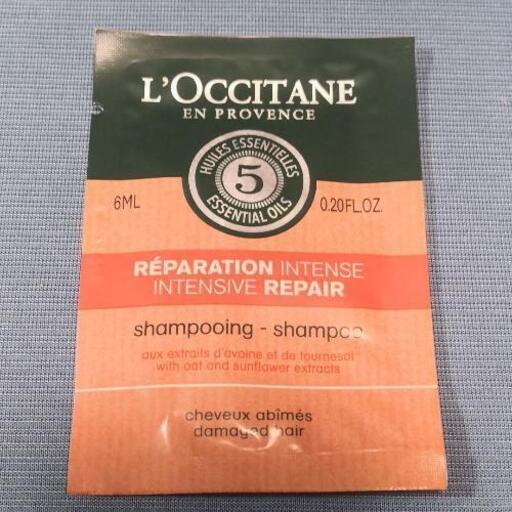 L'OCCITANE
EN PROVENCE
HUILES ESSENTIELLES
5
ESSENTIAL OILS
6ML
0.20FL.OZ.
RÉPARATION INTENSE
INTENSIVE REPAIR
shampooing - shampoo
aux extraits d'avoine et de tournesol
with oat and sunflower extracts
cheveux abîmés
damaged hair